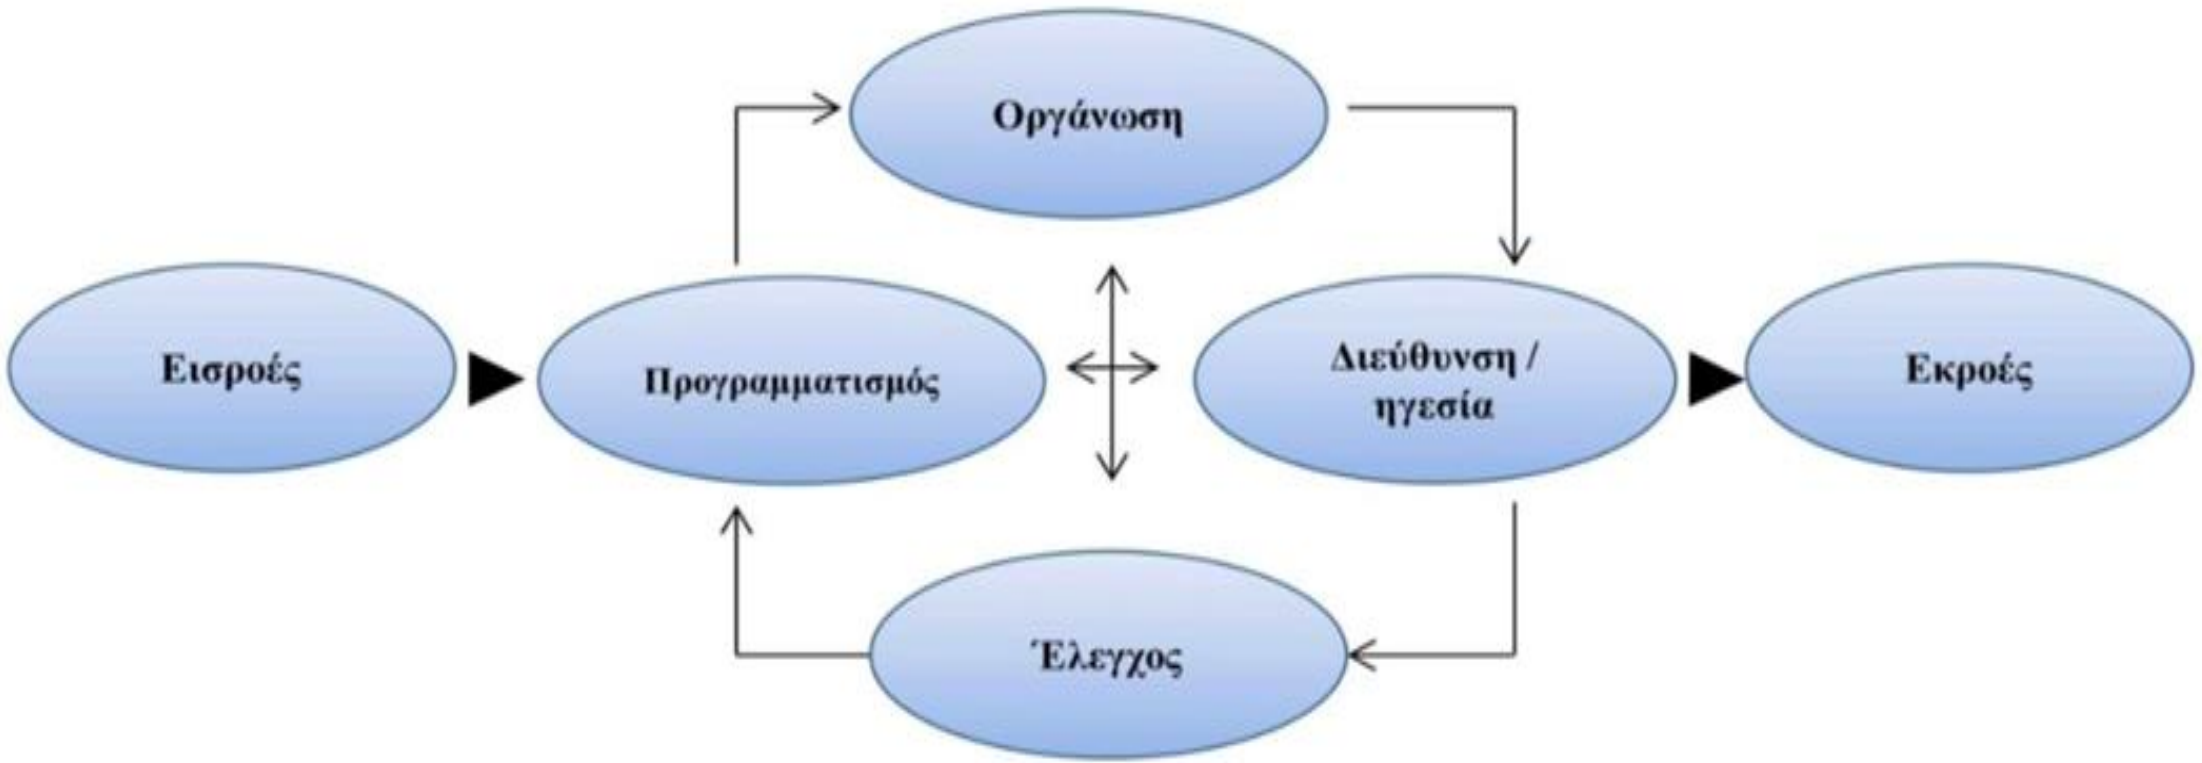 Οργάνωση
Εισροές
Προγραμματισμός
Διεύθυνση /
ηγεσία
Εκροές
Έλεγχος